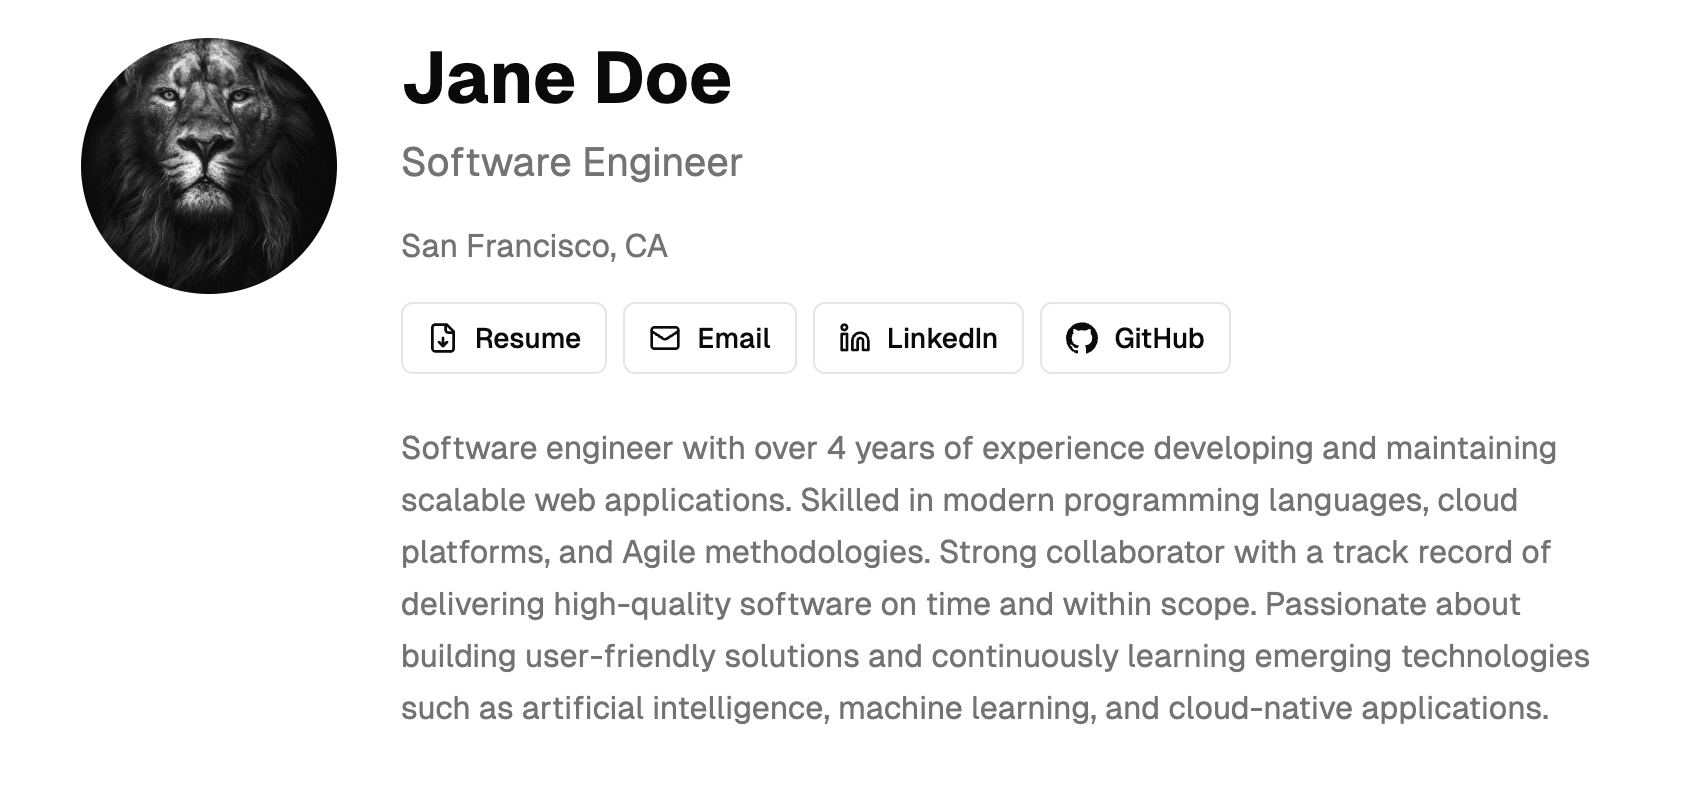 Jane Doe
Software Engineer
San Francisco, CA
Resume
Email
LinkedIn
GitHub
Software engineer with over 4 years of experience developing and maintaining
scalable web applications. Skilled in modern programming languages, cloud
platforms, and Agile methodologies. Strong collaborator with a track record of
delivering high-quality software on time and within scope. Passionate about
building user-friendly solutions and continuously learning emerging technologies
such as artificial intelligence, machine learning, and cloud-native applications.